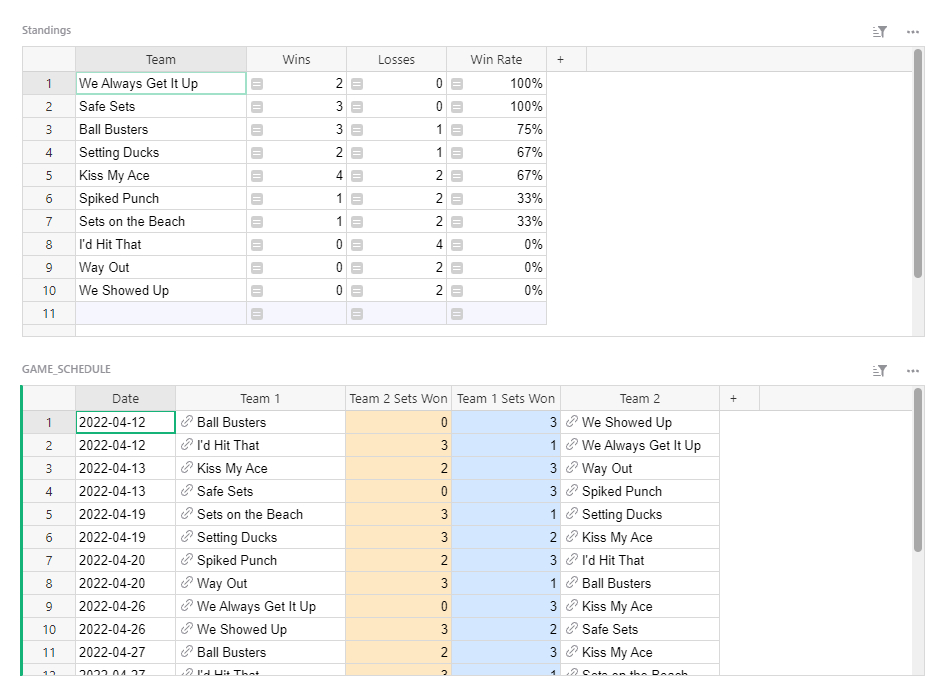 Standings
Team Wins Losses Win Rate +
1 We Always Get It Up 2 0 100%
2 Safe Sets 3 0 100%
3 Ball Busters 3 1 75%
4 Setting Ducks 2 1 67%
5 Kiss My Ace 4 2 67%
6 Spiked Punch 1 2 33%
7 Sets on the Beach 1 2 33%
8 I'd Hit That 0 4 0%
9 Way Out 0 2 0%
10 We Showed Up 0 2 0%
11
GAME_SCHEDULE
Date Team 1 Team 2 Sets Won Team 1 Sets Won Team 2 +
1 2022-04-12 Ball Busters 0 3 We Showed Up
2 2022-04-12 I'd Hit That 3 1 We Always Get It Up
3 2022-04-13 Kiss My Ace 2 3 Way Out
4 2022-04-13 Safe Sets 0 3 Spiked Punch
5 2022-04-19 Sets on the Beach 3 1 Setting Ducks
6 2022-04-19 Setting Ducks 3 2 Kiss My Ace
7 2022-04-20 Spiked Punch 2 3 I'd Hit That
8 2022-04-20 Way Out 3 1 Ball Busters
9 2022-04-26 We Always Get It Up 0 3 Kiss My Ace
10 2022-04-26 We Showed Up 3 2 Safe Sets
11 2022-04-27 Ball Busters 2 3 Kiss My Ace
12 2022-04-27 I'd Hit That 3 1 Sets on the Beach